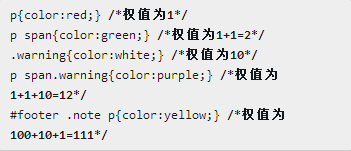 p{color:red;} /*权值为1*/
p span{color:green;} /*权值为1+1=2*/
.warning{color:white;} /*权值为10*/
p span.warning{color:purple;} /*权值为
1+1+10=12*/
#footer .note p{color:yellow;} /*权值为
100+10+1=111*/